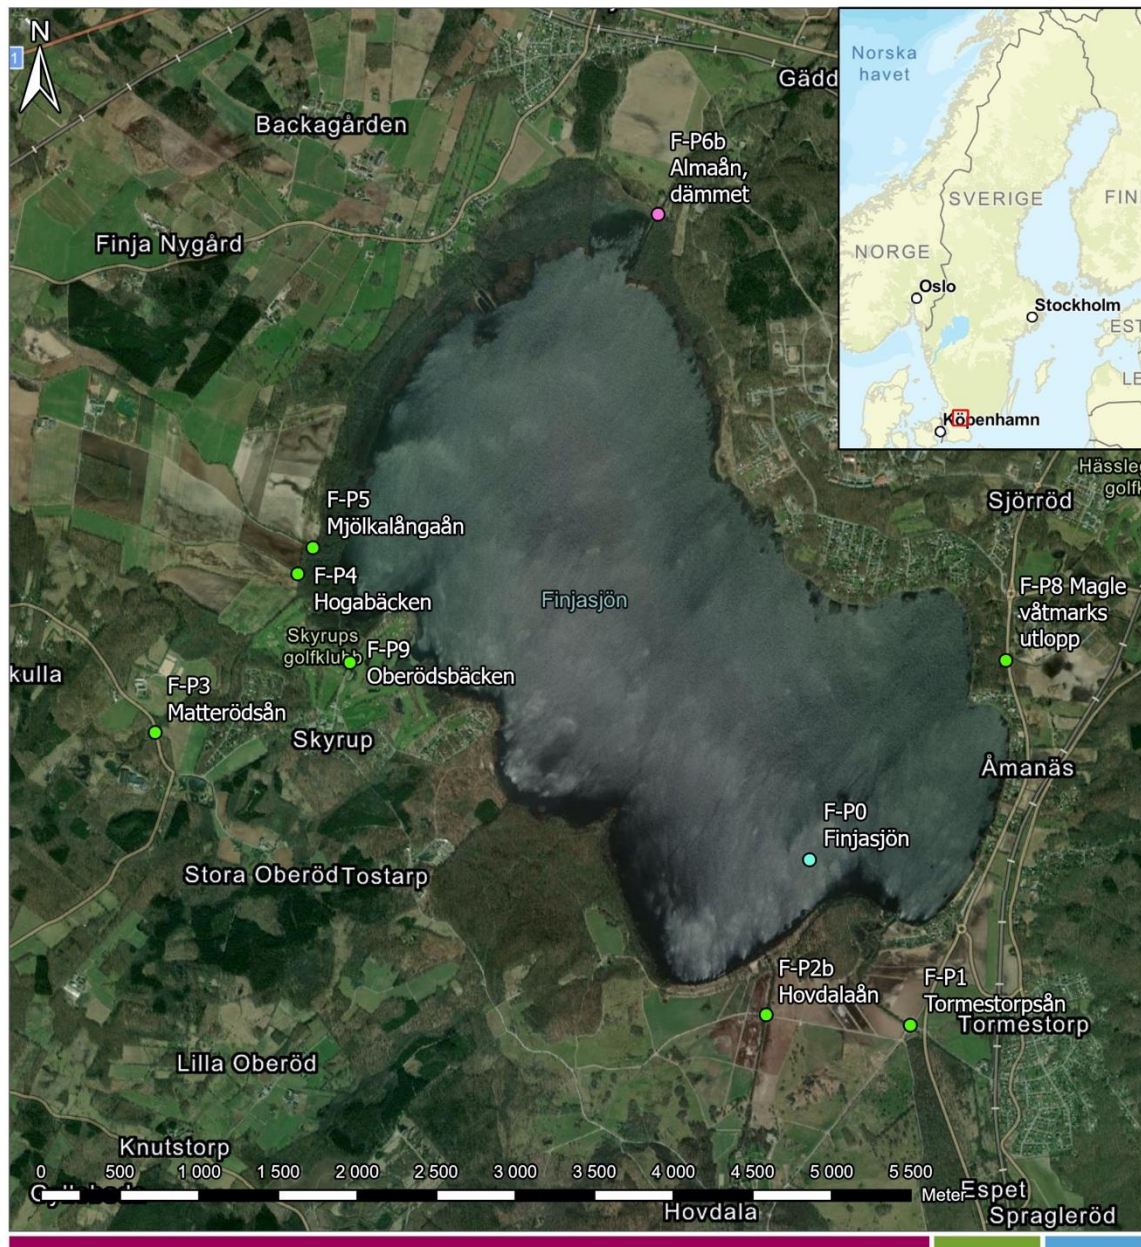 N
1
Backagården
Gädd
F-P6b
Almaån,
dämmet
Finja Nygård
Norska
havet
SVERIGE
FIN
NORGE
Oslo
Stockholm
EST
LE
Köpenhamn
Hässle
golfk
Sjörröd
F-P5
Mjölkalångaån
F-P4
Hogabäcken
Finjasjön
F-P8 Magle
våtmarks
utlopp
Skyrups
golfklubb
F-P9
Oberödsbäcken
kulla
F-P3
Matterödsån
Skyrup
Åmanäs
F-P0
Finjasjön
Stora Oberöd
Tostarp
F-P2b
Hovdalaån
F-P1
Tormestorpsån
Tormestorp
Lilla Oberöd
Knutstorp
0 500 1 000 1 500 2 000 2 500 3 000 3 500 4 000 4 500 5 000 5 500
Meter
Espet
Hovdala
Spragleröd